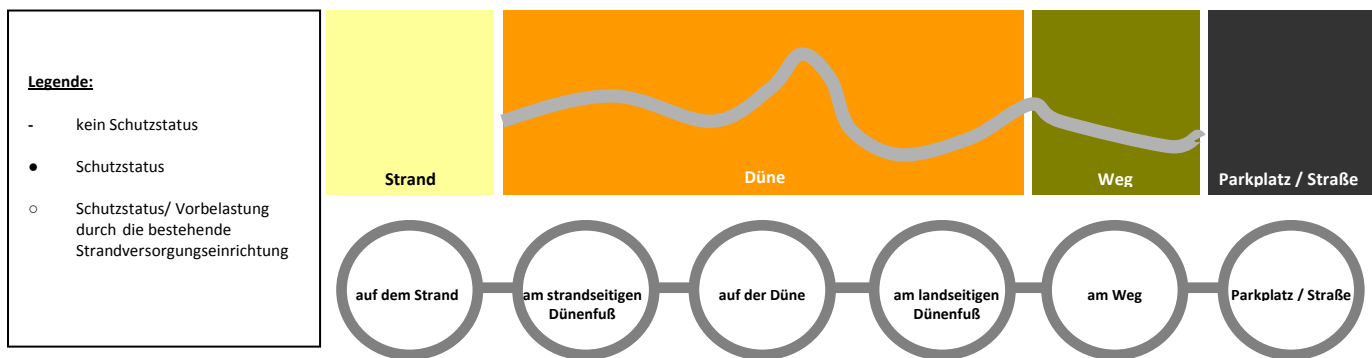 Legende:
- kein Schutzstatus
● Schutzstatus
○ Schutzstatus/ Vorbelastung
durch die bestehende
Strandversorgungseinrichtung
Strand
Düne
Weg
Parkplatz / Straße
auf dem Strand
am strandseitigen
Dünenfuß
auf der Düne
am landseitigen
Dünenfuß
am Weg
Parkplatz / Straße